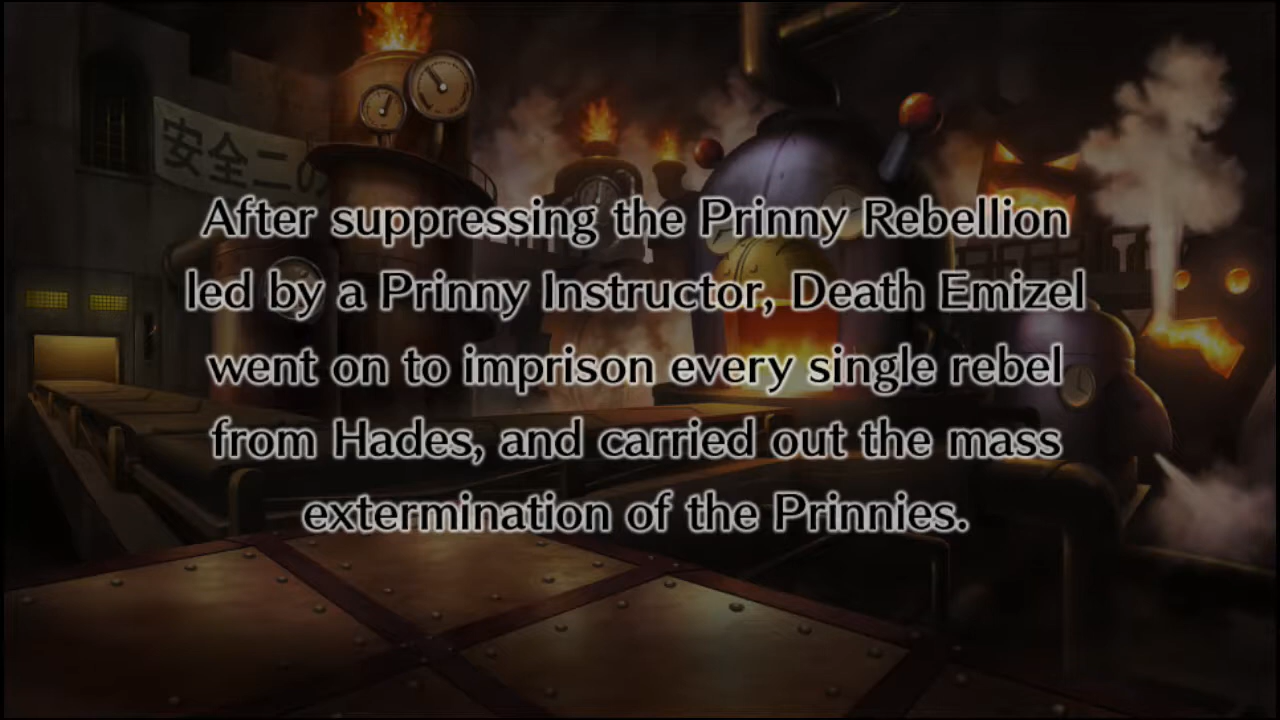 安全二の
After suppressing the Prinny Rebellion
led by a Prinny Instructor, Death Emizel
went on to imprison every single rebel
from Hades, and carried out the mass
extermination of the Prinnies.